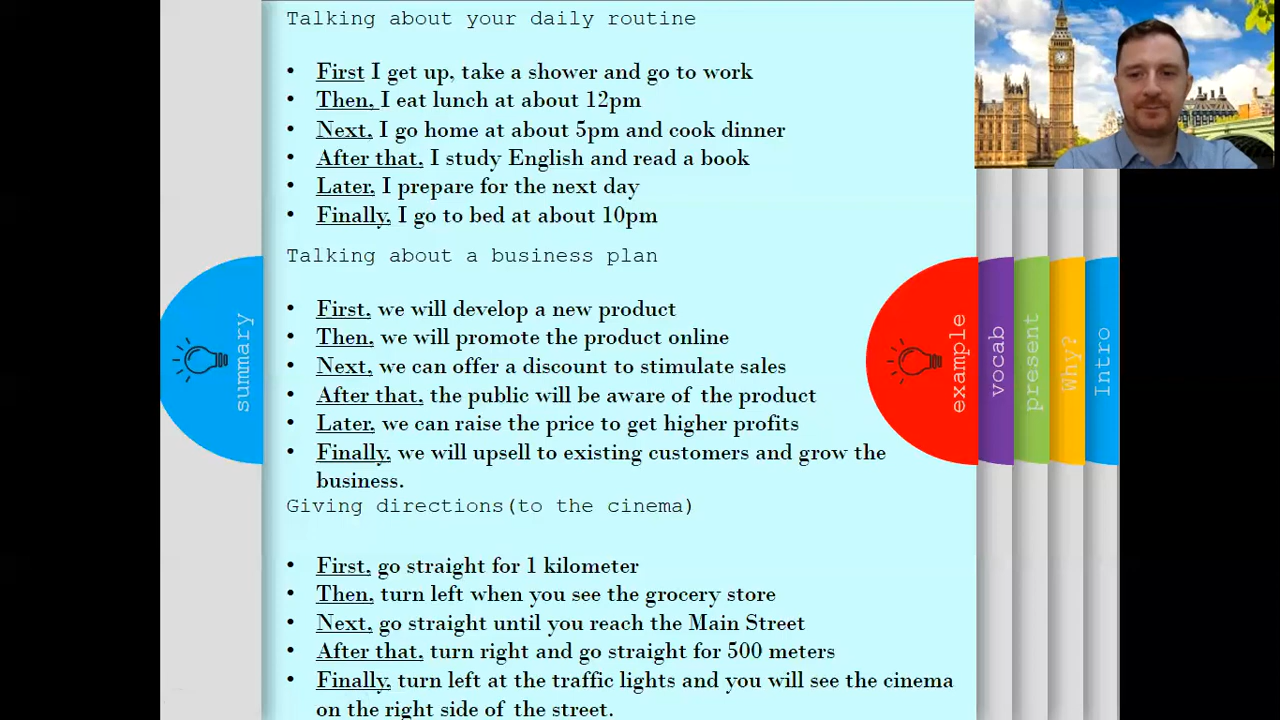 Talking about your daily routine
• First I get up, take a shower and go to work
• Then, I eat lunch at about 12pm
• Next, I go home at about 5pm and cook dinner
• After that, I study English and read a book
• Later, I prepare for the next day
• Finally, I go to bed at about 10pm
Talking about a business plan
• First, we will develop a new product
• Then, we will promote the product online
• Next, we can offer a discount to stimulate sales
• After that, the public will be aware of the product
• Later, we can raise the price to get higher profits
• Finally, we will upsell to existing customers and grow the
business.
Giving directions(to the cinema)
• First, go straight for 1 kilometer
• Then, turn left when you see the grocery store
• Next, go straight until you reach the Main Street
• After that, turn right and go straight for 500 meters
• Finally, turn left at the traffic lights and you will see the cinema
on the right side of the street.
summary
example
vocab
present
Why?
Intro